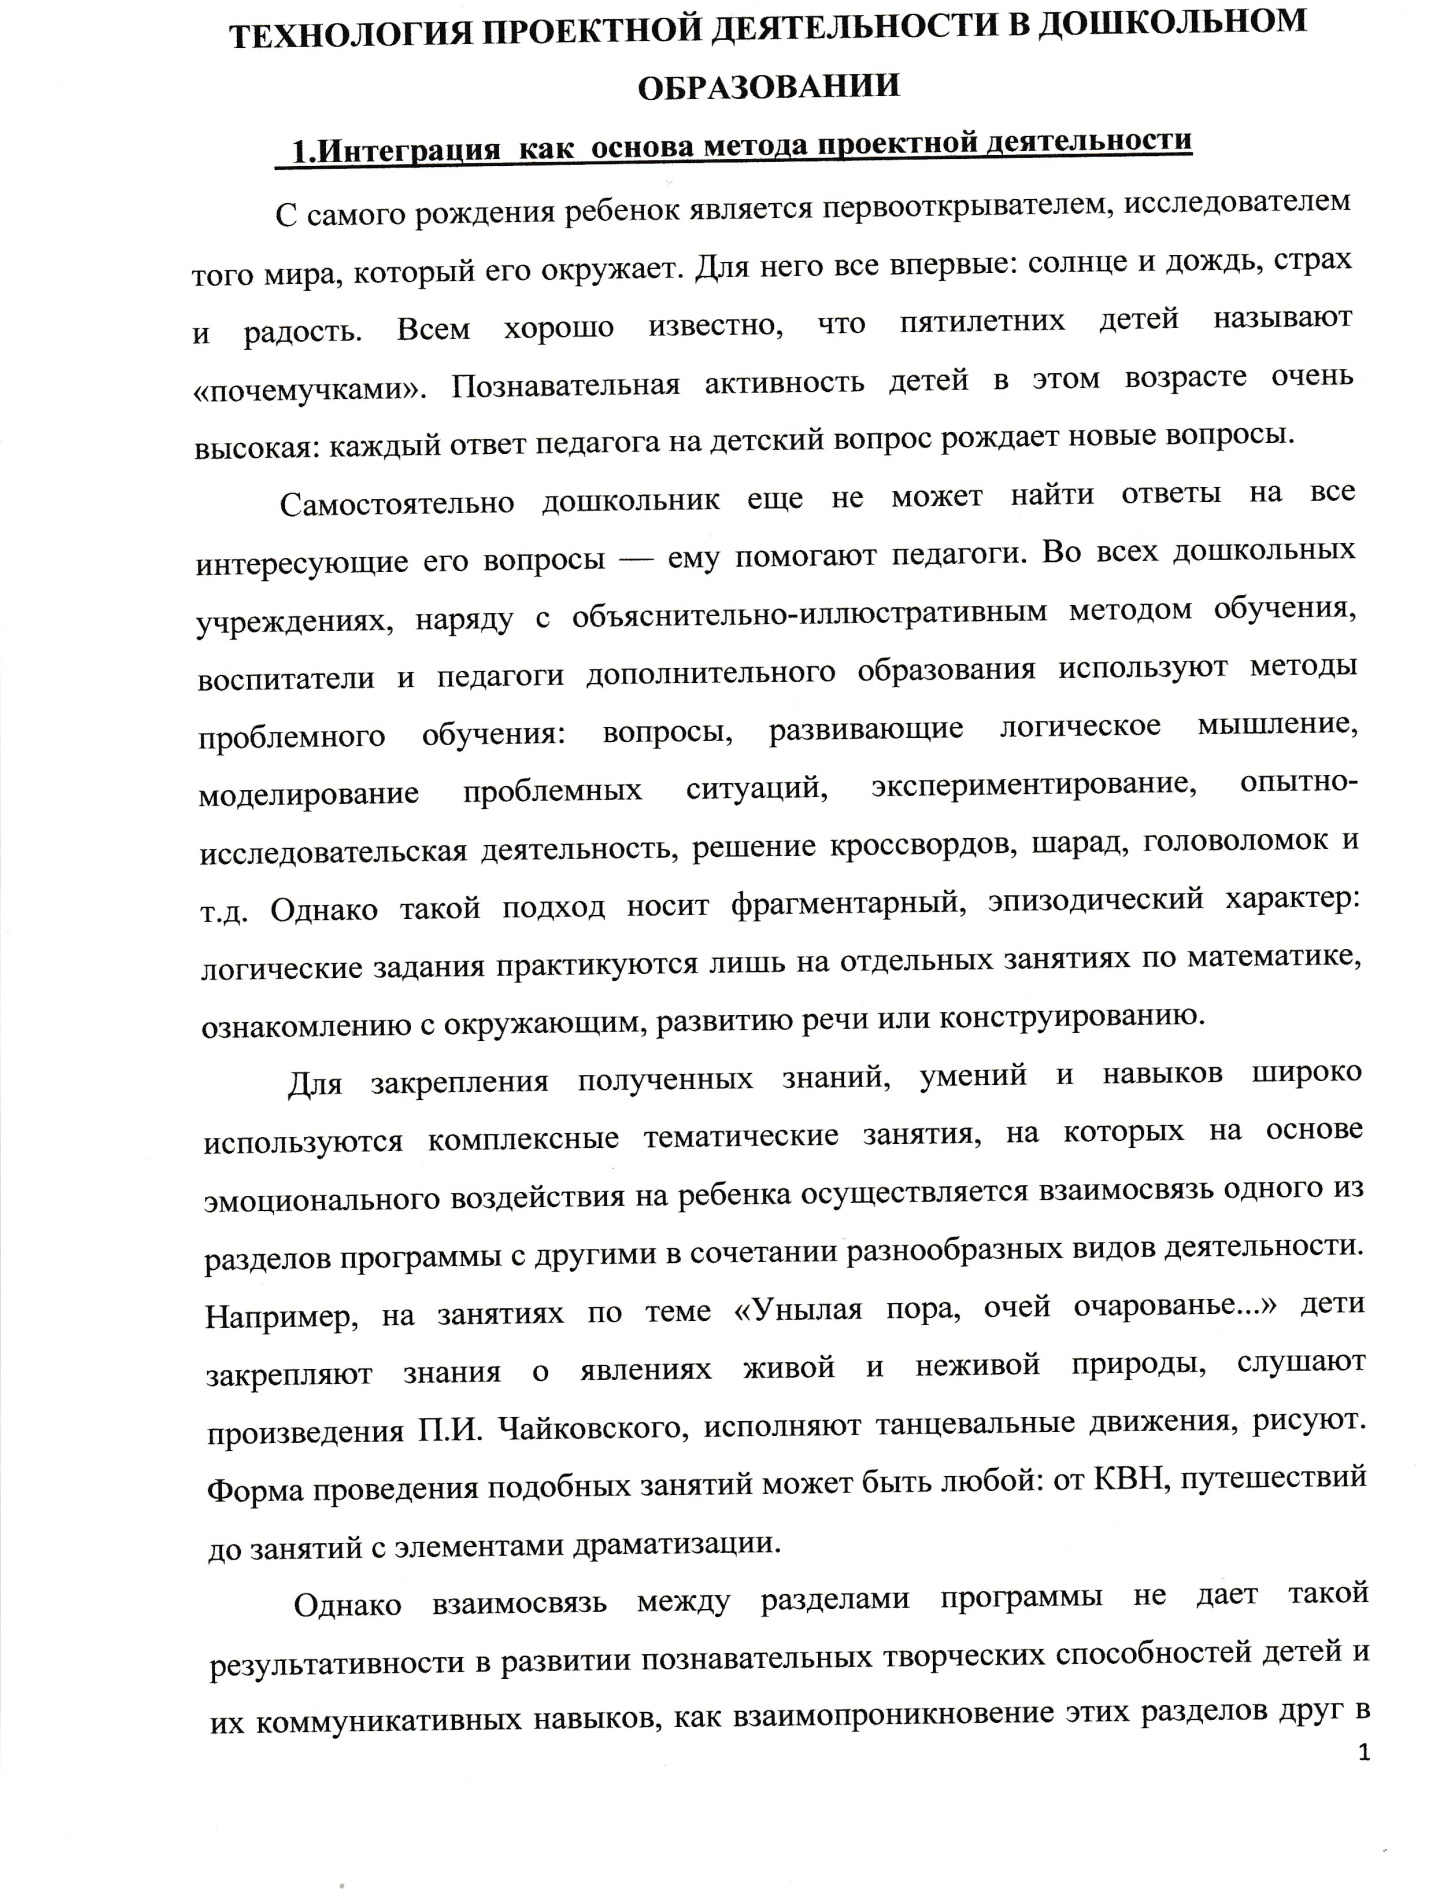 ТЕХНОЛОГИЯ ПРОЕКТНОЙ ДЕЯТЕЛЬНОСТИ В ДОШКОЛЬНОМ
ОБРАЗОВАНИИ
1.Интеграция как основа метода проектной деятельности
С самого рождения ребенок является первооткрывателем, исследователем
того мира, который его окружает. Для него все впервые: солнце и дождь, страх
и радость. Всем хорошо известно, что пятилетних детей называют
«почемучками». Познавательная активность детей в этом возрасте очень
высокая: каждый ответ педагога на детский вопрос рождает новые вопросы.
Самостоятельно дошкольник еще не может найти ответы на все
интересующие его вопросы — ему помогают педагоги. Во всех дошкольных
учреждениях, наряду с объяснительно-иллюстративным методом обучения,
воспитатели и педагоги дополнительного образования используют методы
проблемного обучения: вопросы, развивающие логическое мышление,
моделирование проблемных ситуаций, экспериментирование, опытно-
исследовательская деятельность, решение кроссвордов, шарад, головоломок и
т.д. Однако такой подход носит фрагментарный, эпизодический характер:
логические задания практикуются лишь на отдельных занятиях по математике,
ознакомлению с окружающим, развитию речи или конструированию.
Для закрепления полученных знаний, умений и навыков широко
используются комплексные тематические занятия, на которых на основе
эмоционального воздействия на ребенка осуществляется взаимосвязь одного из
разделов программы с другими в сочетании разнообразных видов деятельности.
Например, на занятиях по теме «Унылая пора, очей очарованье...» дети
закрепляют знания о явлениях живой и неживой природы, слушают
произведения П.И. Чайковского, исполняют танцевальные движения, рисуют.
Форма проведения подобных занятий может быть любой: от КВН, путешествий
до занятий с элементами драматизации.
Однако взаимосвязь между разделами программы не дает такой
результативности в развитии познавательных творческих способностей детей и
их коммуникативных навыков, как взаимопроникновение этих разделов друг в
1